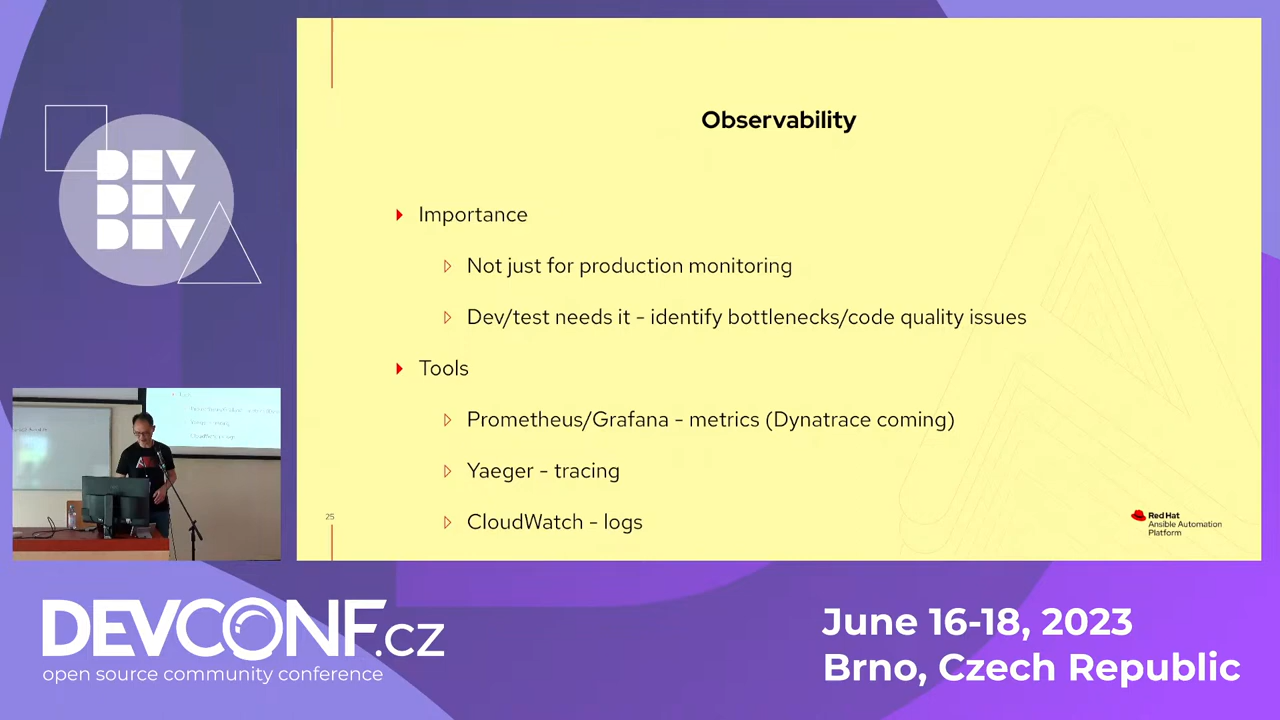 DEV
DEV
DEV
Observability
Importance
Not just for production monitoring
Dev/test needs it - identify bottlenecks/code quality issues
Tools
Prometheus/Grafana - metrics (Dynatrace coming)
Yaeger - tracing
CloudWatch - logs
25
Red Hat
Ansible Automation
Platform
DEVCONF.cz
open source community conference
June 16-18, 2023
Brno, Czech Republic